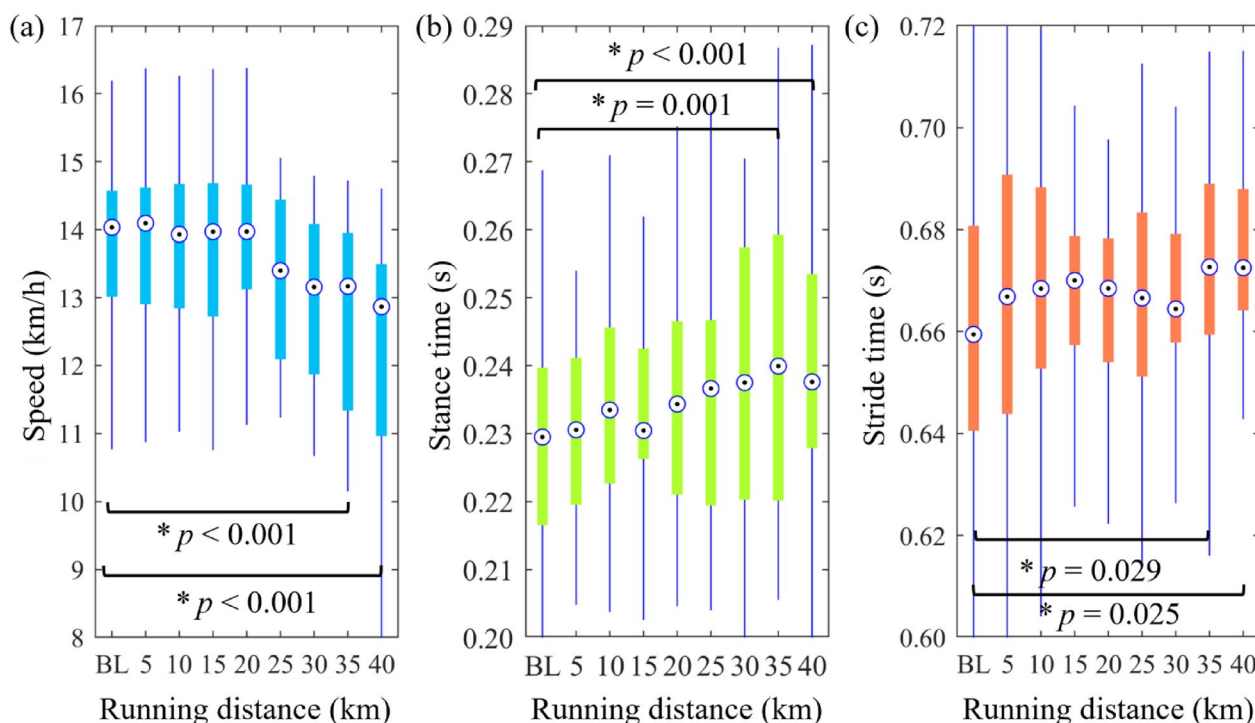 (a)
Speed (km/h)
17
16
15
14
13
12
11
10
9
8
* p < 0.001
* p < 0.001
BL 5 10 15 20 25 30 35 40
Running distance (km)
(b)
Stance time (s)
0.29
0.28
0.27
0.26
0.25
0.24
0.23
0.22
0.21
0.20
* p < 0.001
* p = 0.001
BL 5 10 15 20 25 30 35 40
Running distance (km)
(c)
Stride time (s)
0.72
0.70
0.68
0.66
0.64
0.62
0.60
* p = 0.029
* p = 0.025
BL 5 10 15 20 25 30 35 40
Running distance (km)